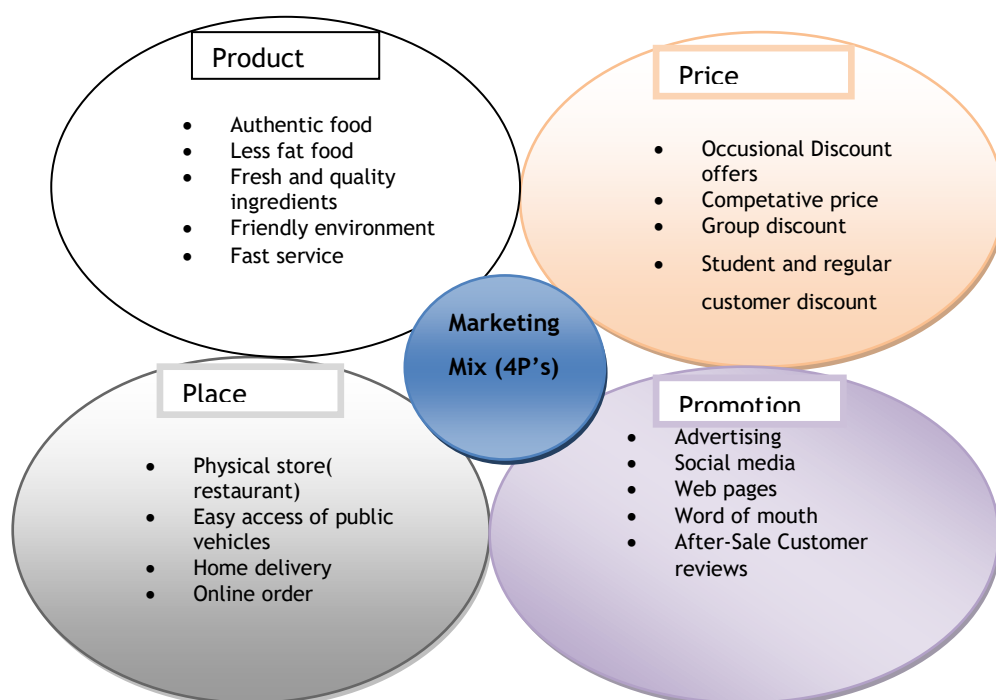 Product
• Authentic food
• Less fat food
• Fresh and quality
ingredients
• Friendly environment
• Fast service
Price
• Occusional Discount
offers
• Competative price
• Group discount
• Student and regular
customer discount
Marketing
Mix (4P's)
Place
• Physical store(
restaurant)
• Easy access of public
vehicles
• Home delivery
• Online order
Promotion
• Advertising
• Social media
• Web pages
• Word of mouth
• After-Sale Customer
reviews